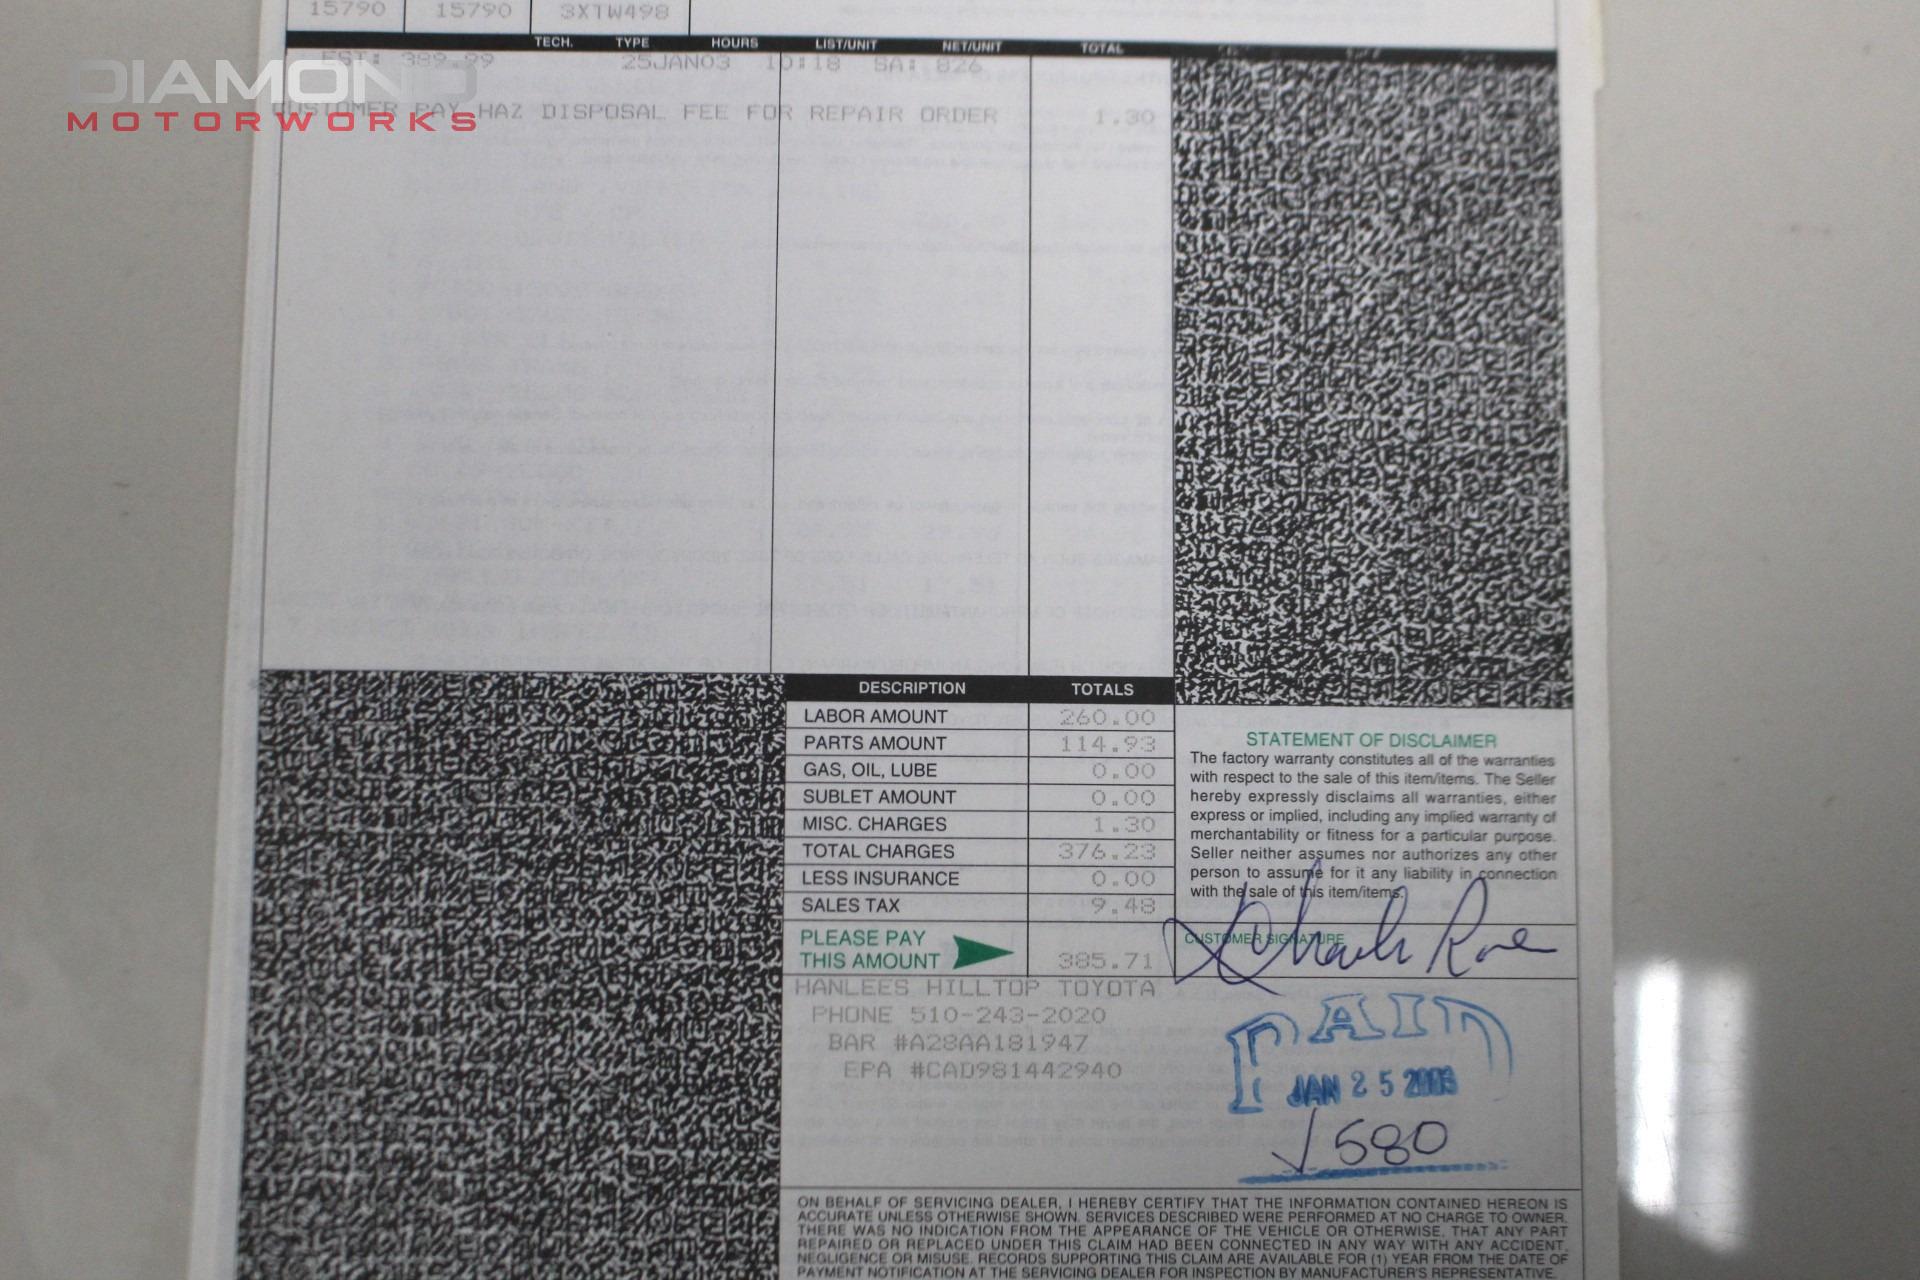 15790 15790 3XTW498
TECH. TYPE HOURS LIST/UNIT NET/UNIT TOTAL
EST: 389.99 25JAN03 10:18 SA: 826
DIAMOND
MOTORWORKS
CUSTOMER PAY HAZ DISPOSAL FEE FOR REPAIR ORDER 1.30
DESCRIPTION TOTALS
LABOR AMOUNT 260.00
PARTS AMOUNT 114.93
GAS, OIL, LUBE 0.00
SUBLET AMOUNT 0.00
MISC. CHARGES 1.30
TOTAL CHARGES 376.23
LESS INSURANCE 0.00
SALES TAX 9.48
PLEASE PAY
THIS AMOUNT 385.71
STATEMENT OF DISCLAIMER
The factory warranty constitutes all of the warranties
with respect to the sale of this item/items. The Seller
hereby expressly disclaims all warranties, either
express or implied, including any implied warranty of
merchantability or fitness for a particular purpose.
Seller neither assumes nor authorizes any other
person to assume for it any liability in connection
with the sale of this item/items.
CUSTOMER SIGNATURE
HANLEES HILLTOP TOYOTA
PHONE 510-243-2020
BAR #A28AA181947
EPA #CAD981442940
PAID
JAN 25 2003
√580
ON BEHALF OF SERVICING DEALER, I HEREBY CERTIFY THAT THE INFORMATION CONTAINED HEREON IS
ACCURATE UNLESS OTHERWISE SHOWN. SERVICES DESCRIBED WERE PERFORMED AT NO CHARGE TO OWNER.
THERE WAS NO INDICATION FROM THE APPEARANCE OF THE VEHICLE OR OTHERWISE, THAT ANY PART
REPAIRED OR REPLACED UNDER THIS CLAIM HAD BEEN CONNECTED IN ANY WAY WITH ANY ACCIDENT,
NEGLIGENCE OR MISUSE. RECORDS SUPPORTING THIS CLAIM ARE AVAILABLE FOR (1) YEAR FROM THE DATE OF
PAYMENT NOTIFICATION AT THE SERVICING DEALER FOR INSPECTION BY MANUFACTURER'S REPRESENTATIVE.